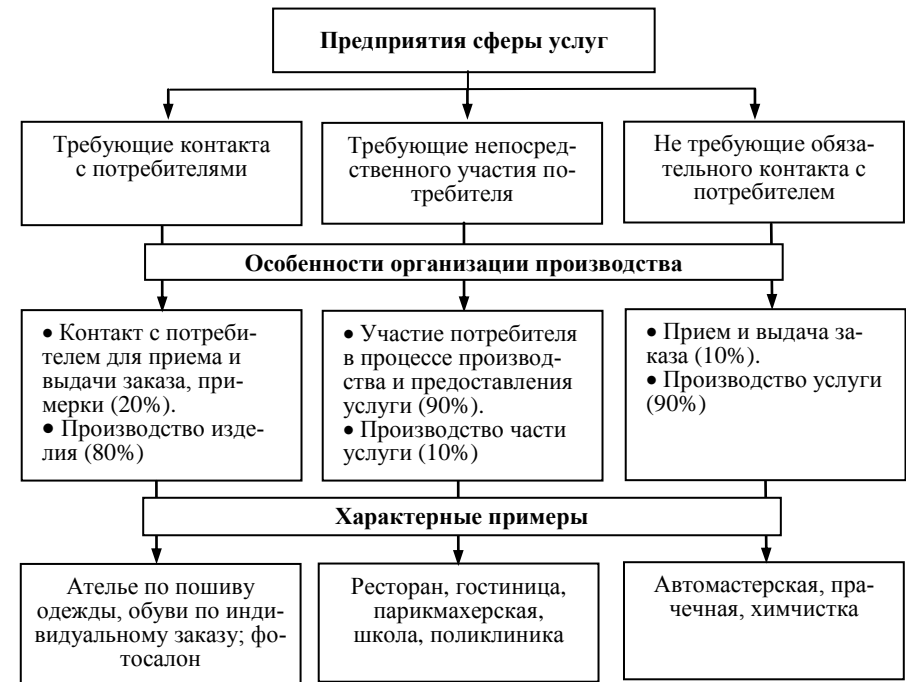 Предприятия сферы услуг
Требующие контакта
с потребителями
Требующие непосред-
ственного участия по-
требителя
Не требующие обяза-
тельного контакта с
потребителем
Особенности организации производства
• Контакт с потреби-
телем для приема и
выдачи заказа, при-
мерки (20%).
• Производство изде-
лия (80%)
• Участие потребителя
в процессе производ-
ства и предоставления
услуги (90%).
• Производство части
услуги (10%)
• Прием и выдача за-
каза (10%).
• Производство услуги
(90%)
Характерные примеры
Ателье по пошиву
одежды, обуви по инди-
видуальному заказу; фо-
тосалон
Ресторан, гостиница,
парикмахерская,
школа, поликлиника
Автомастерская, пра-
чечная, химчистка